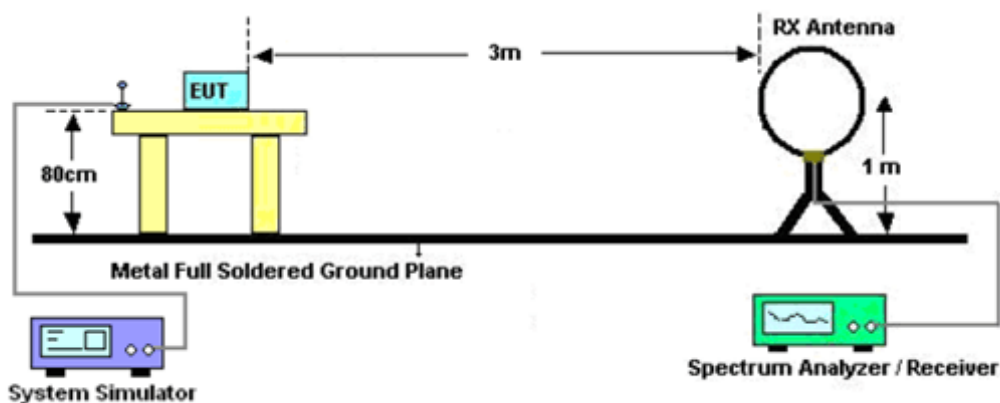 RX Antenna
3m
EUT
80cm
1 m
Metal Full Soldered Ground Plane
System Simulator
Spectrum Analyzer / Receiver